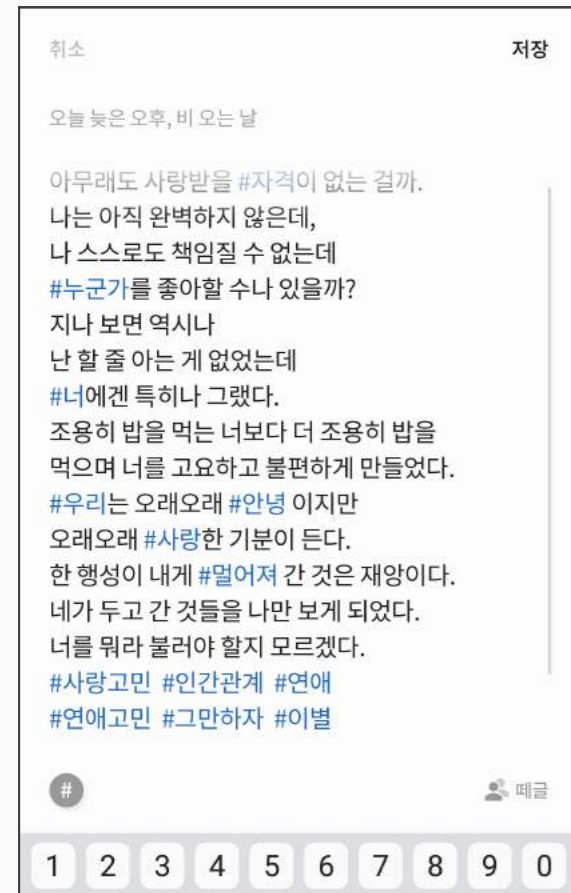 취소
저장
오늘 늦은 오후, 비 오는 날
아무래도 사랑받을 #자격이 없는 걸까.
나는 아직 완벽하지 않은데,
나 스스로도 책임질 수 없는데
#누군가를 좋아할 수나 있을까?
지나 보면 역시나
난 할 줄 아는 게 없었는데
#너에겐 특히나 그랬다.
조용히 밥을 먹는 너보다 더 조용히 밥을
먹으며 너를 고요하고 불편하게 만들었다.
#우리는 오래오래 #안녕 이지만
오래오래 #사랑한 기분이 든다.
한 행성이 내게 #멀어져 간 것은 재앙이다.
네가 두고 간 것들을 나만 보게 되었다.
너를 뭐라 불러야 할지 모르겠다.
#사랑고민 #인간관계 #연애
#연애고민 #그만하자 #이별
#
떼글
1 2 3 4 5 6 7 8 9 0